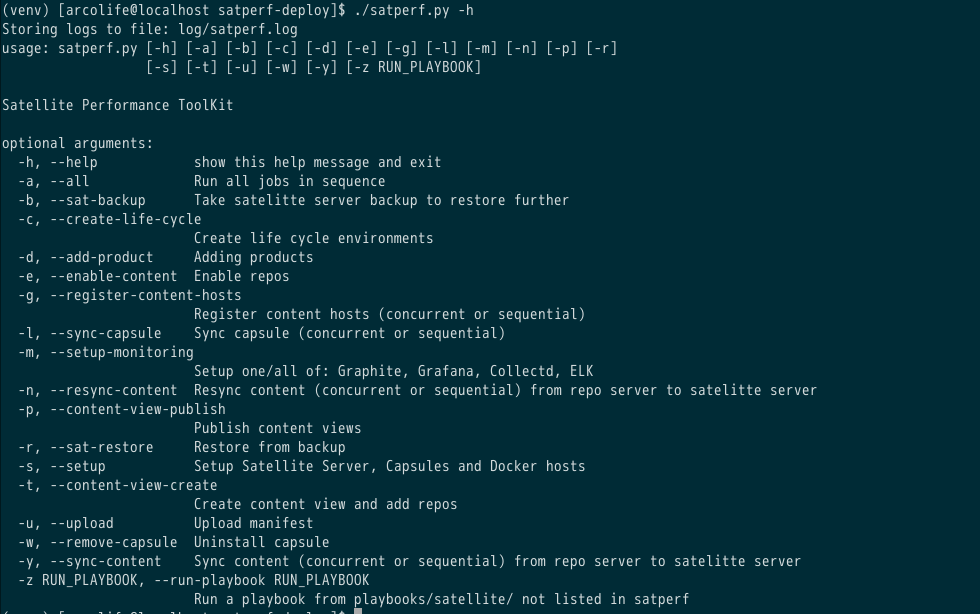 (venv) [arcolife@localhost satperf-deploy]$ ./satperf.py -h
Storing logs to file: log/satperf.log
usage: satperf.py [-h] [-a] [-b] [-c] [-d] [-e] [-g] [-l] [-m] [-n] [-p] [-r]
                  [-s] [-t] [-u] [-w] [-y] [-z RUN_PLAYBOOK]

Satellite Performance ToolKit

optional arguments:
  -h, --help            show this help message and exit
  -a, --all             Run all jobs in sequence
  -b, --sat-backup      Take satelitte server backup to restore further
  -c, --create-life-cycle
                        Create life cycle environments
  -d, --add-product     Adding products
  -e, --enable-content  Enable repos
  -g, --register-content-hosts
                        Register content hosts (concurrent or sequential)
  -l, --sync-capsule    Sync capsule (concurrent or sequential)
  -m, --setup-monitoring
                        Setup one/all of: Graphite, Grafana, Collectd, ELK
  -n, --resync-content  Resync content (concurrent or sequential) from repo server to satelitte server
  -p, --content-view-publish
                        Publish content views
  -r, --sat-restore     Restore from backup
  -s, --setup           Setup Satellite Server, Capsules and Docker hosts
  -t, --content-view-create
                        Create content view and add repos
  -u, --upload          Upload manifest
  -w, --remove-capsule  Uninstall capsule
  -y, --sync-content    Sync content (concurrent or sequential) from repo server to satelitte server
  -z RUN_PLAYBOOK, --run-playbook RUN_PLAYBOOK
                        Run a playbook from playbooks/satellite/ not listed in satperf
(venv) [arcolife@localhost satperf-deploy]$